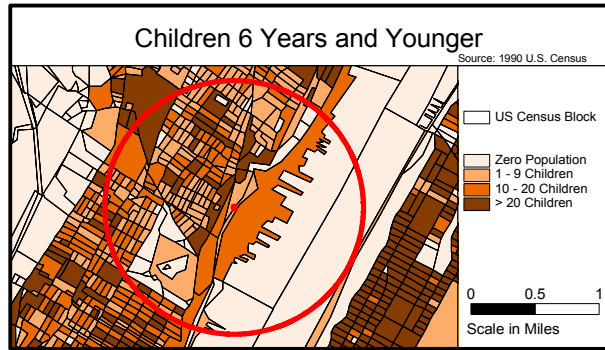 Children 6 Years and Younger
Source: 1990 U.S. Census
US Census Block
Zero Population
1 - 9 Children
10 - 20 Children
> 20 Children
0 0.5 1
Scale in Miles